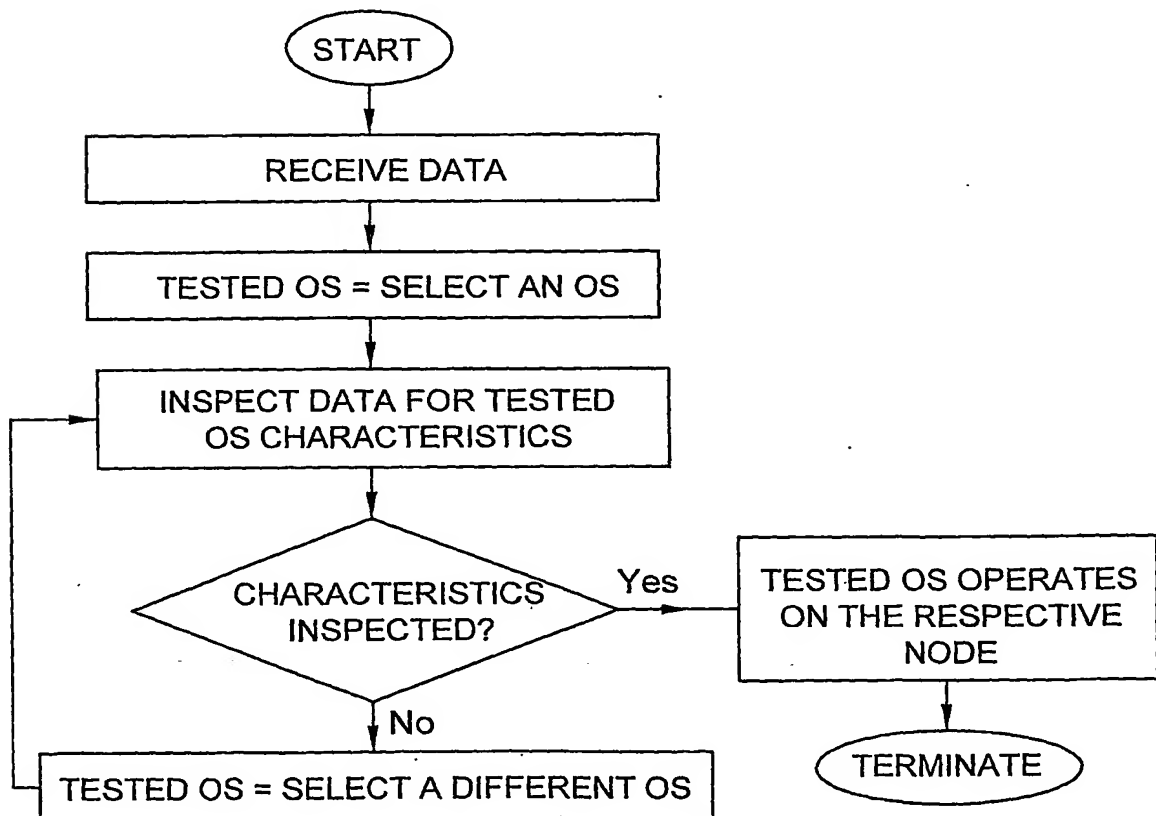 START
RECEIVE DATA
TESTED OS = SELECT AN OS
INSPECT DATA FOR TESTED
OS CHARACTERISTICS
CHARACTERISTICS
INSPECTED?
Yes
TESTED OS OPERATES
ON THE RESPECTIVE
NODE
No
TERMINATE
TESTED OS = SELECT A DIFFERENT OS